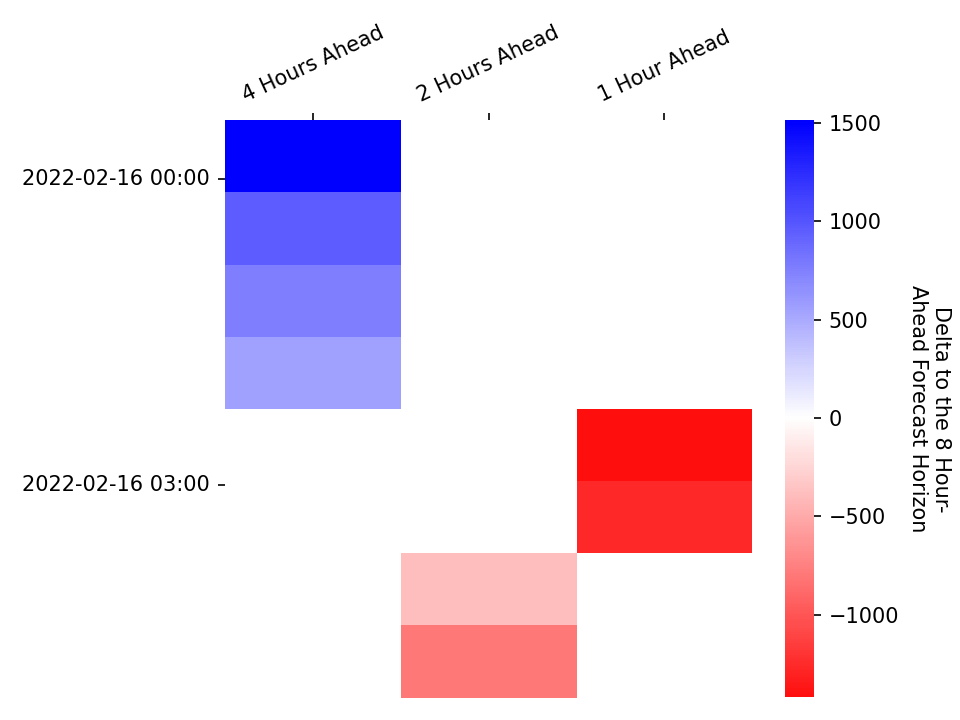 4 Hours Ahead
2 Hours Ahead
1 Hour Ahead
2022-02-16 00:00
2022-02-16 03:00
1500
1000
500
0
−500
−1000
Delta to the 8 Hour-
Ahead Forecast Horizon